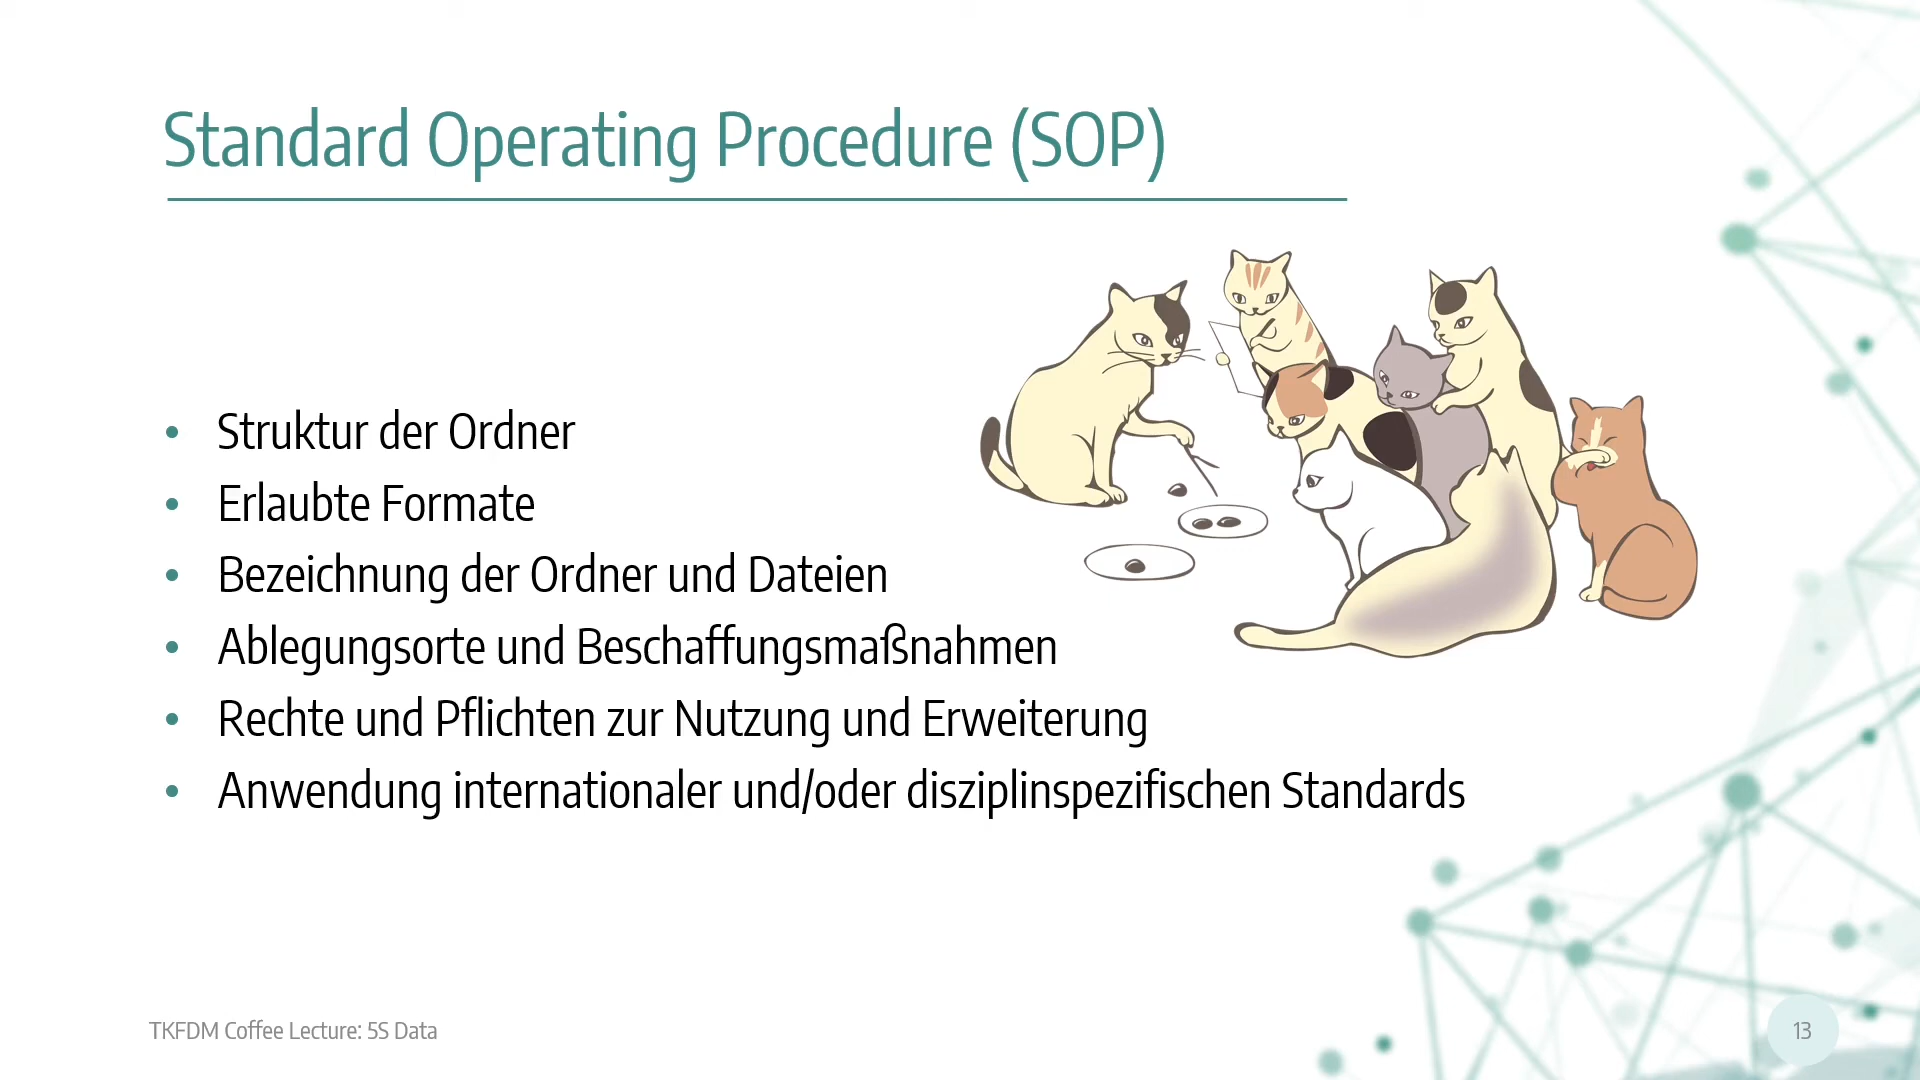 Standard Operating Procedure (SOP)
• Struktur der Ordner
• Erlaubte Formate
• Bezeichnung der Ordner und Dateien
• Ablegungsorte und Beschaffungsmaßnahmen
• Rechte und Pflichten zur Nutzung und Erweiterung
• Anwendung internationaler und/oder disziplinspezifischen Standards
TKFDM Coffee Lecture: 5S Data
13